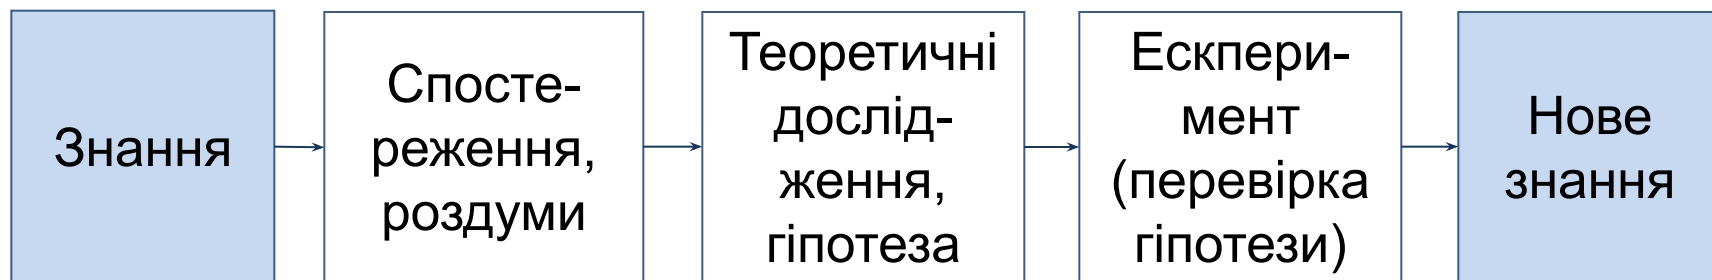 Знання
Спосте-
реження,
роздуми
Теоретичні
дослід-
ження,
гіпотеза
Ескпери-
мент
(перевірка
гіпотези)
Нове
знання